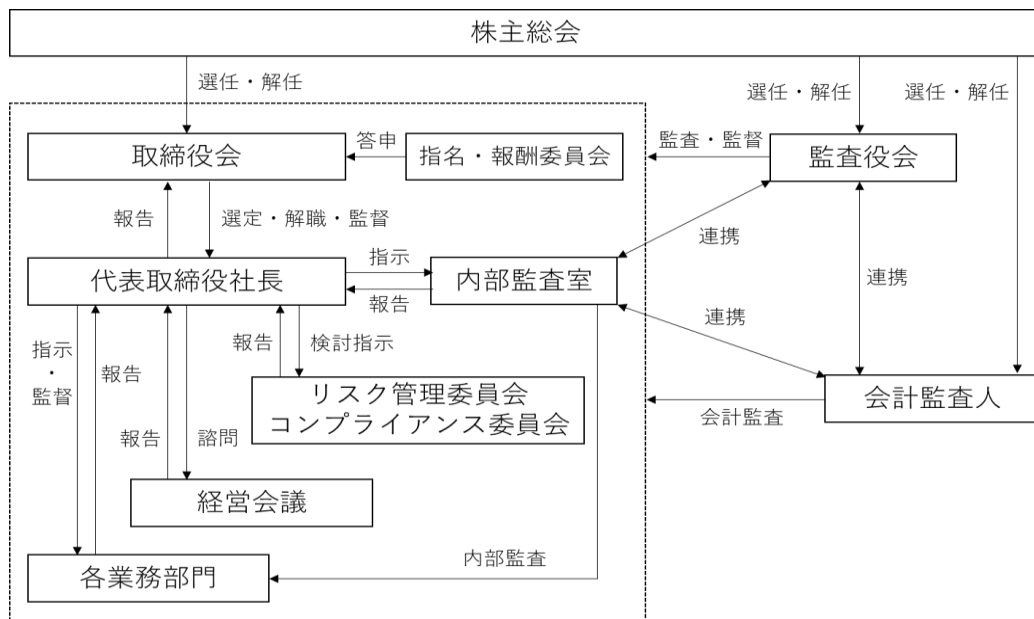 株主総会
選任・解任
選任・解任
選任・解任
取締役会
答申
指名・報酬委員会
監査・監督
監査役会
報告
選定・解職・監督
連携
代表取締役社長
指示
報告
内部監査室
連携
連携
指示
・
監督
報告
報告
検討指示
リスク管理委員会
コンプライアンス委員会
会計監査人
会計監査
報告
諮問
経営会議
内部監査
各業務部門